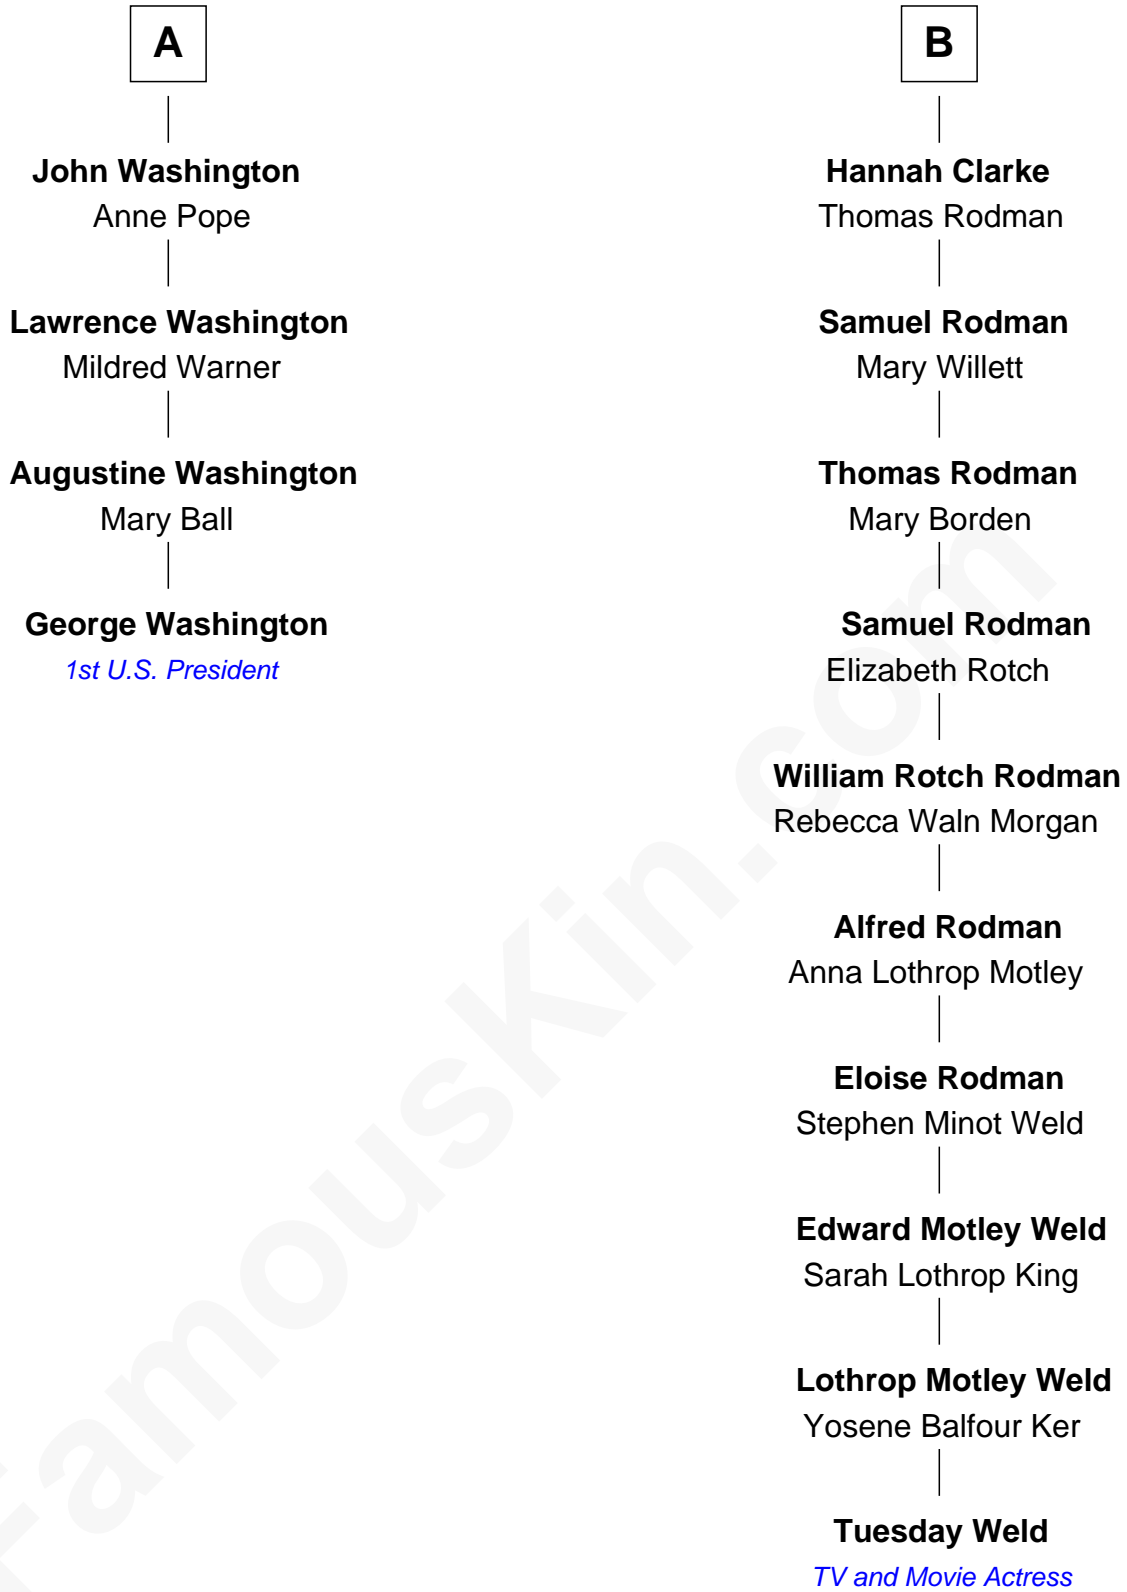 A
John Washington
Anne Pope
Lawrence Washington
Mildred Warner
Augustine Washington
Mary Ball
George Washington
1st U.S. President
B
Hannah Clarke
Thomas Rodman
Samuel Rodman
Mary Willett
Thomas Rodman
Mary Borden
Samuel Rodman
Elizabeth Rotch
William Rotch Rodman
Rebecca Waln Morgan
Alfred Rodman
Anna Lothrop Motley
Eloise Rodman
Stephen Minot Weld
Edward Motley Weld
Sarah Lothrop King
Lothrop Motley Weld
Yosene Balfour Ker
Tuesday Weld
TV and Movie Actress
FamousKin.com